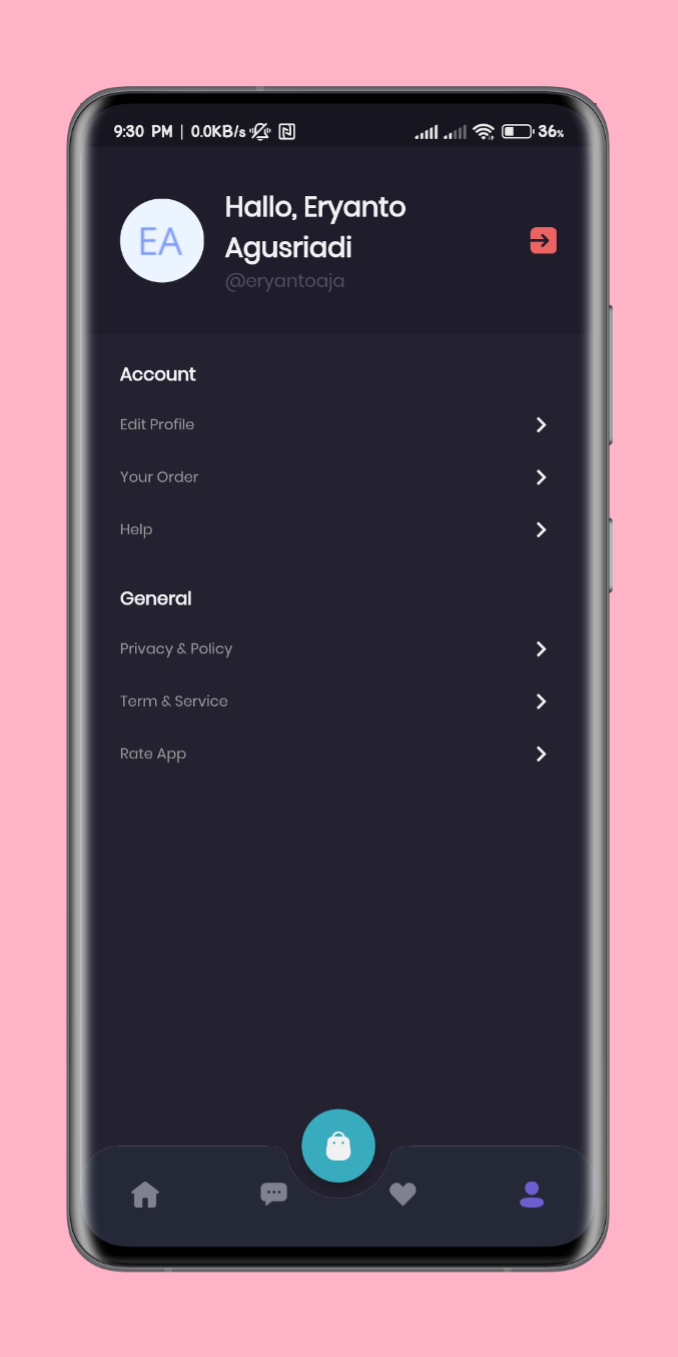 9:30 PM | 0.0KB/s 36%
EA
Hallo, Eryanto
Agusriadi
@eryantoaja
Account
Edit Profile
Your Order
Help
General
Privacy & Policy
Term & Service
Rate App